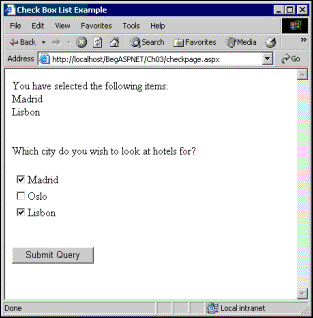 Check Box List Example
File Edit View Favorites Tools Help
Back Search Favorites Media
Address http://localhost/BegASPNET/Ch03/checkpage.aspx Go
You have selected the following items:
Madrid
Lisbon
Which city do you wish to look at hotels for?
Madrid
Oslo
Lisbon
Submit Query
Done Local intranet